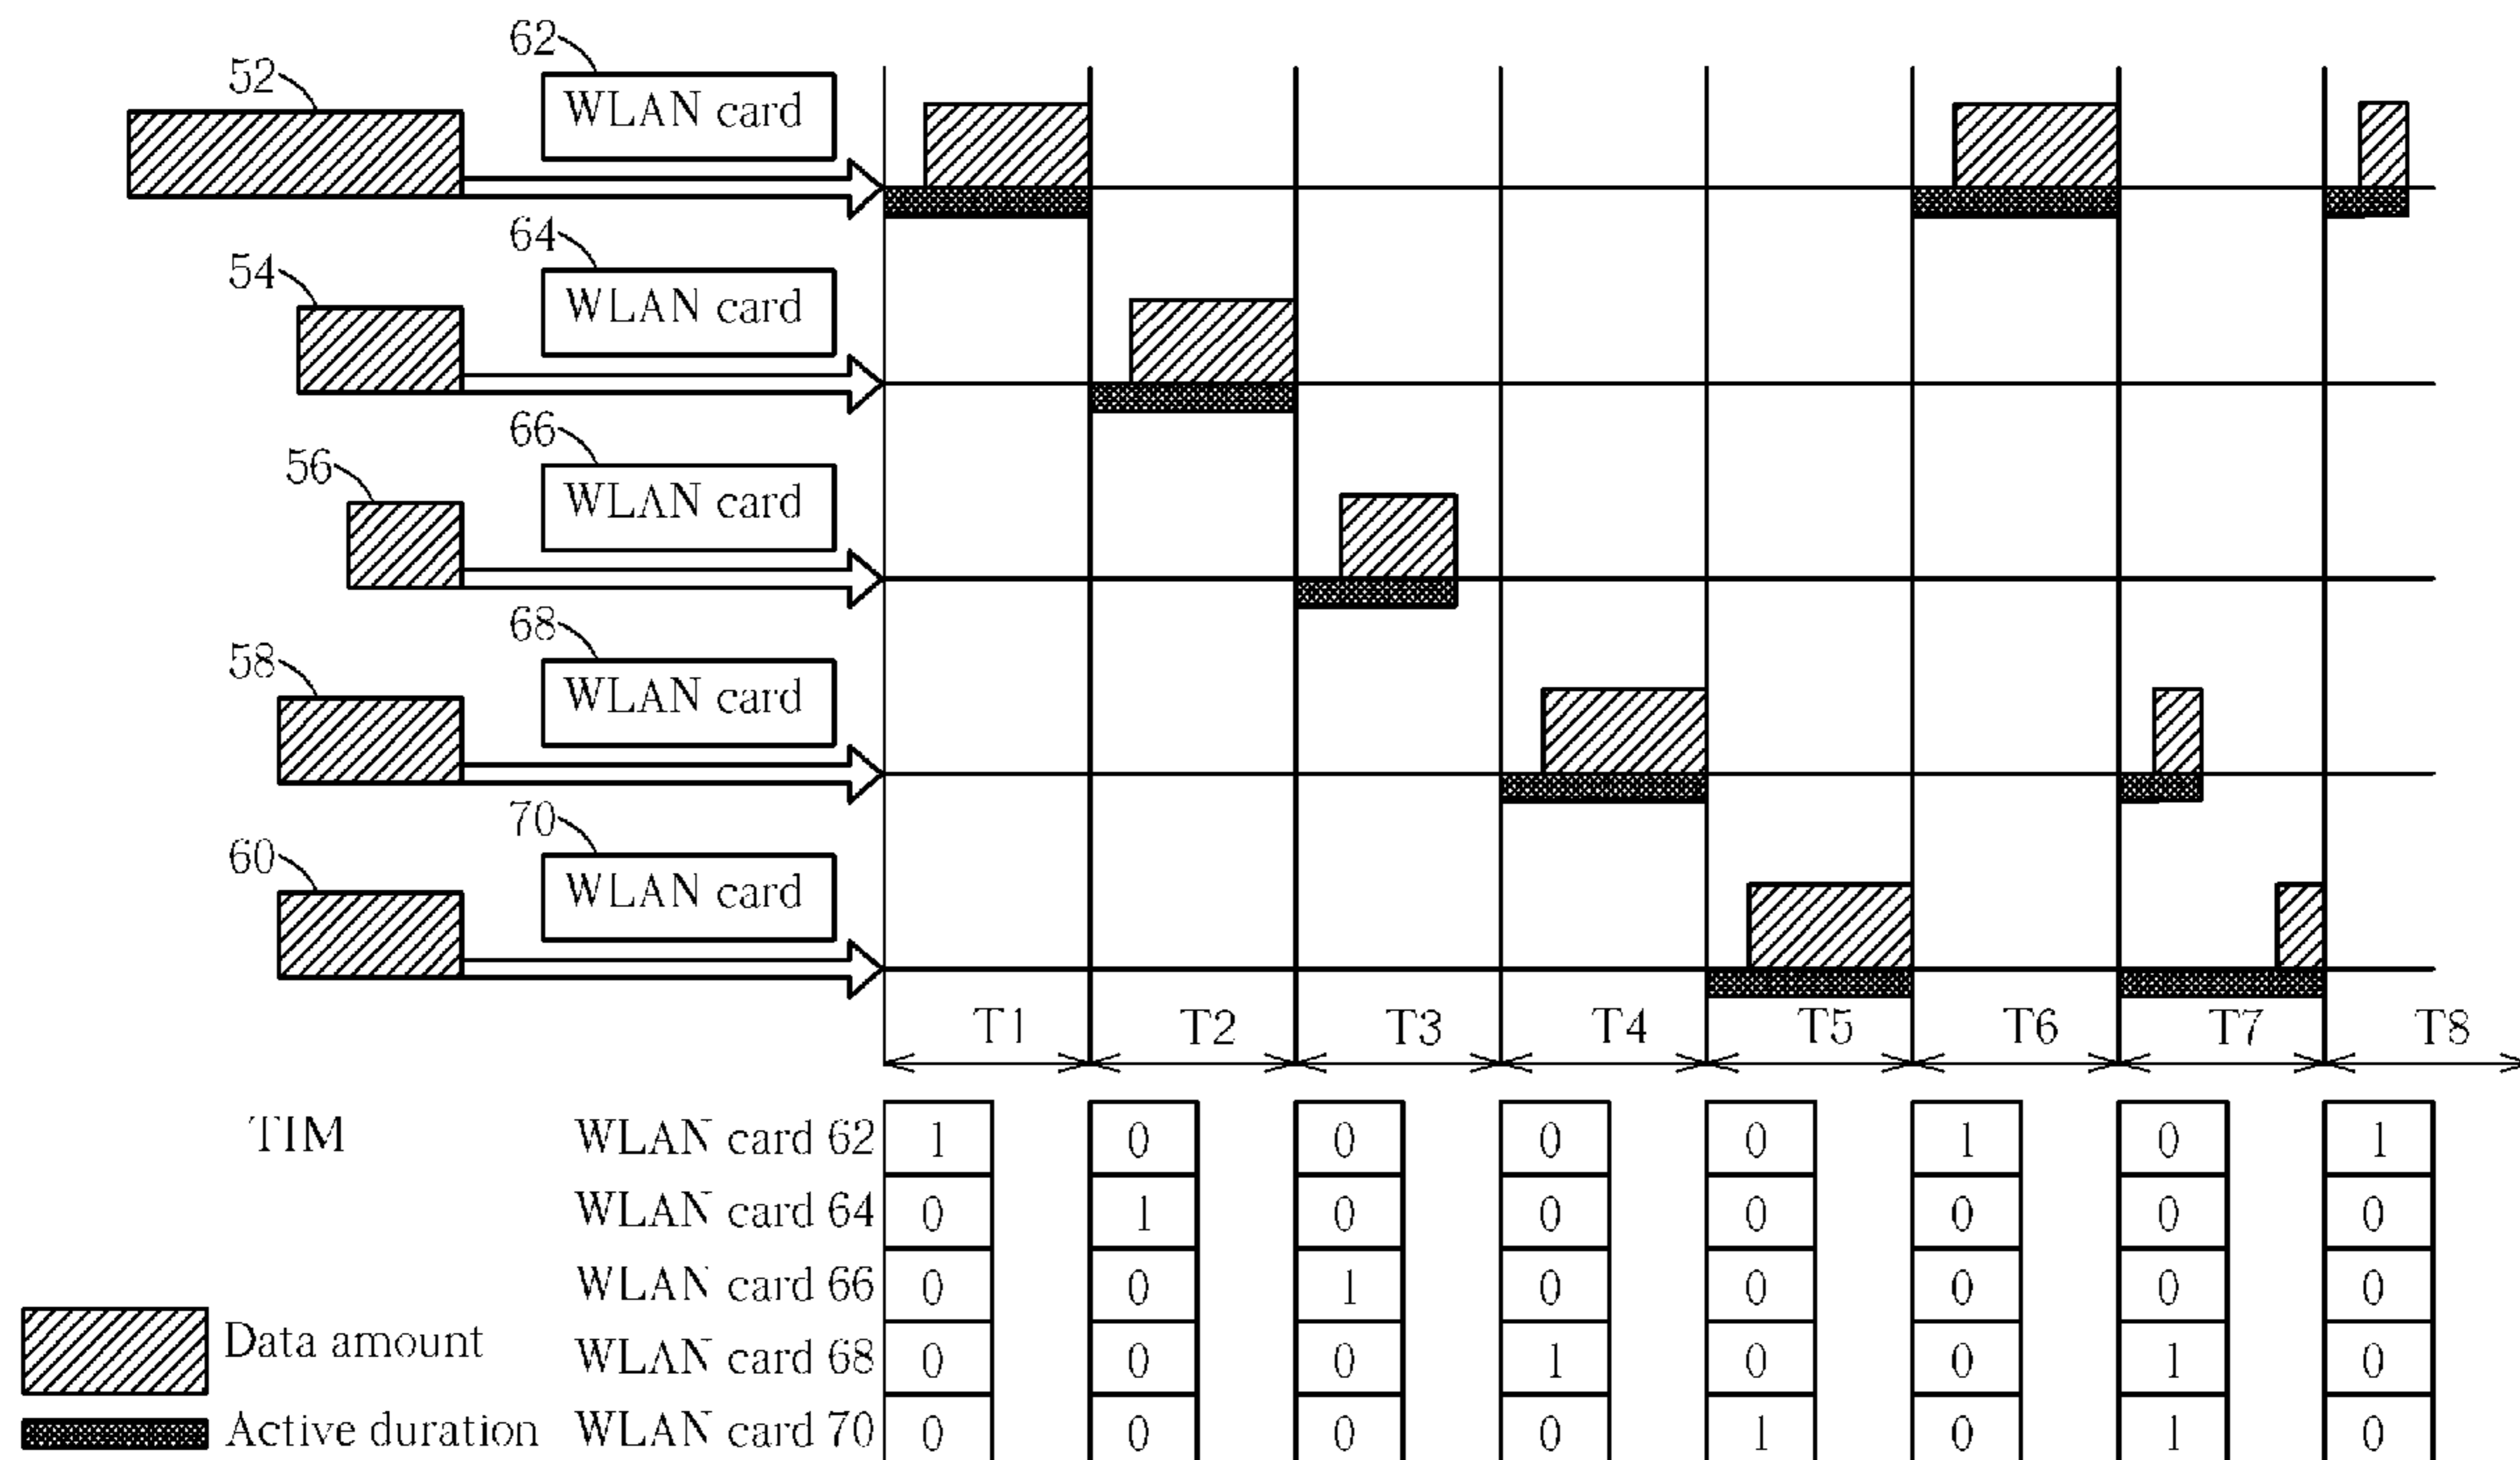 62
52
WLAN card
64
54
WLAN card
66
56
WLAN card
68
58
WLAN card
70
60
WLAN card
T1 T2 T3 T4 T5 T6 T7 T8
TIM WLAN card 62 1 0 0 0 0 1 0 1
WLAN card 64 0 1 0 0 0 0 0 0
WLAN card 66 0 0 1 0 0 0 0 0
Data amount WLAN card 68 0 0 0 1 0 0 1 0
Active duration WLAN card 70 0 0 0 0 1 0 1 0